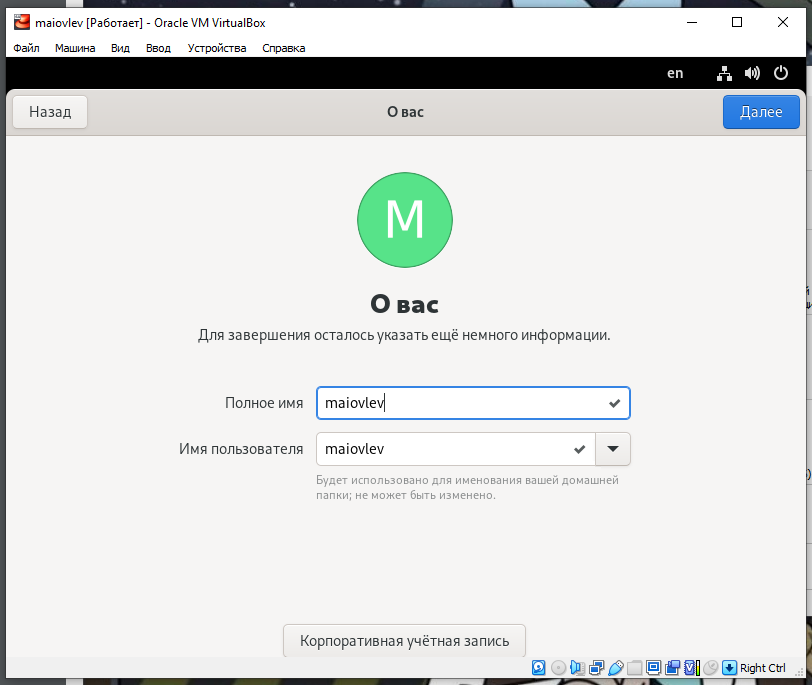 maiovlev [Работает] - Oracle VM VirtualBox
Файл Машина Вид Ввод Устройства Справка
en
Назад О вас Далее
M
О вас
Для завершения осталось указать ещё немного информации.
Полное имя maiovlev
Имя пользователя maiovlev
Будет использовано для именования вашей домашней
папки; не может быть изменено.
Корпоративная учётная запись
Right Ctrl